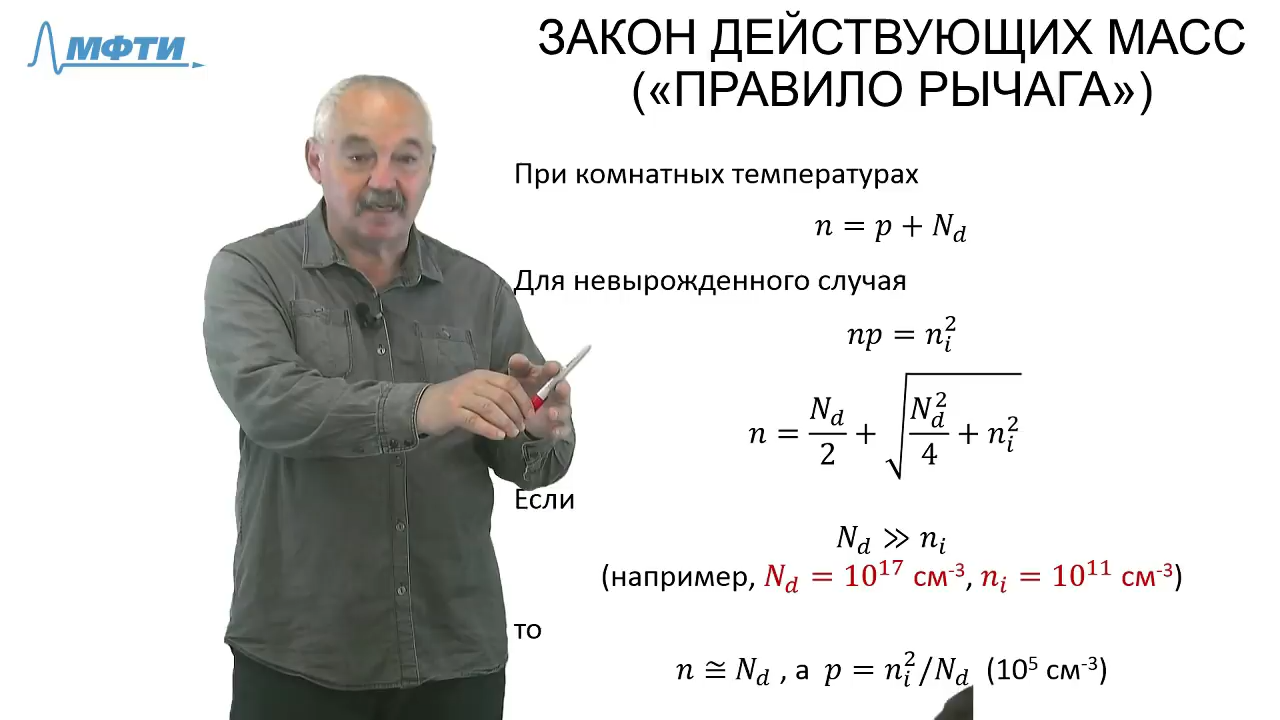 МФТИ
ЗАКОН ДЕЙСТВУЮЩИХ МАСС
(«ПРАВИЛО РЫЧАГА»)
При комнатных температурах
n = p + N_d
Для невырожденного случая
np = n_i^2
n = N_d/2 + √(N_d^2/4 + n_i^2)
Если
N_d ≫ n_i
(например, N_d = 10^17 см^-3, n_i = 10^11 см^-3)
то
n ≅ N_d , а p = n_i^2/N_d (10^5 см^-3)